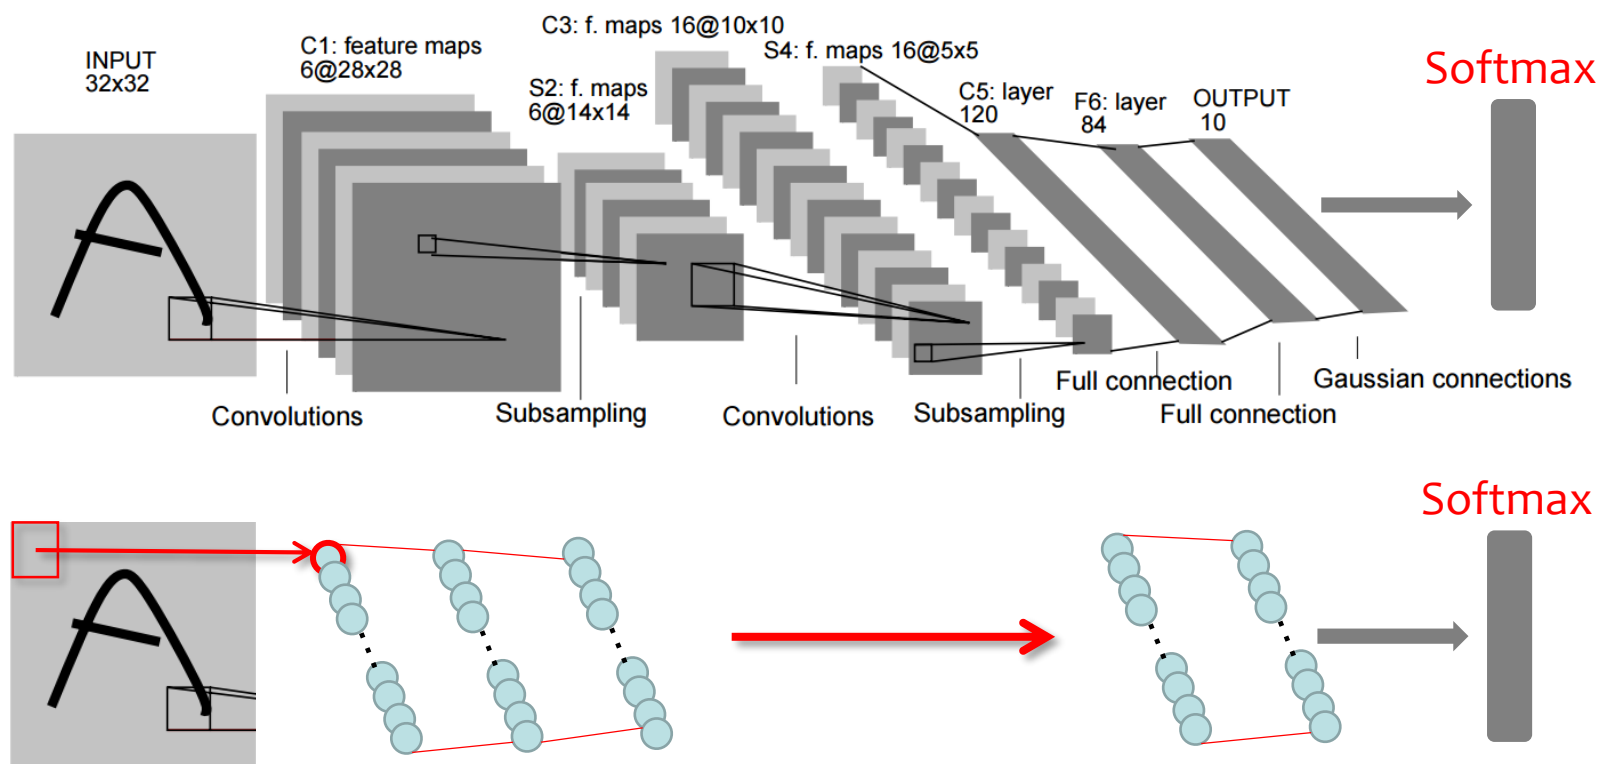 INPUT
32x32
C1: feature maps
6@28x28
S2: f. maps
6@14x14
C3: f. maps 16@10x10
S4: f. maps 16@5x5
C5: layer
120
F6: layer
84
OUTPUT
10
Softmax
Convolutions
Subsampling
Convolutions
Subsampling
Full connection
Full connection
Gaussian connections
Softmax